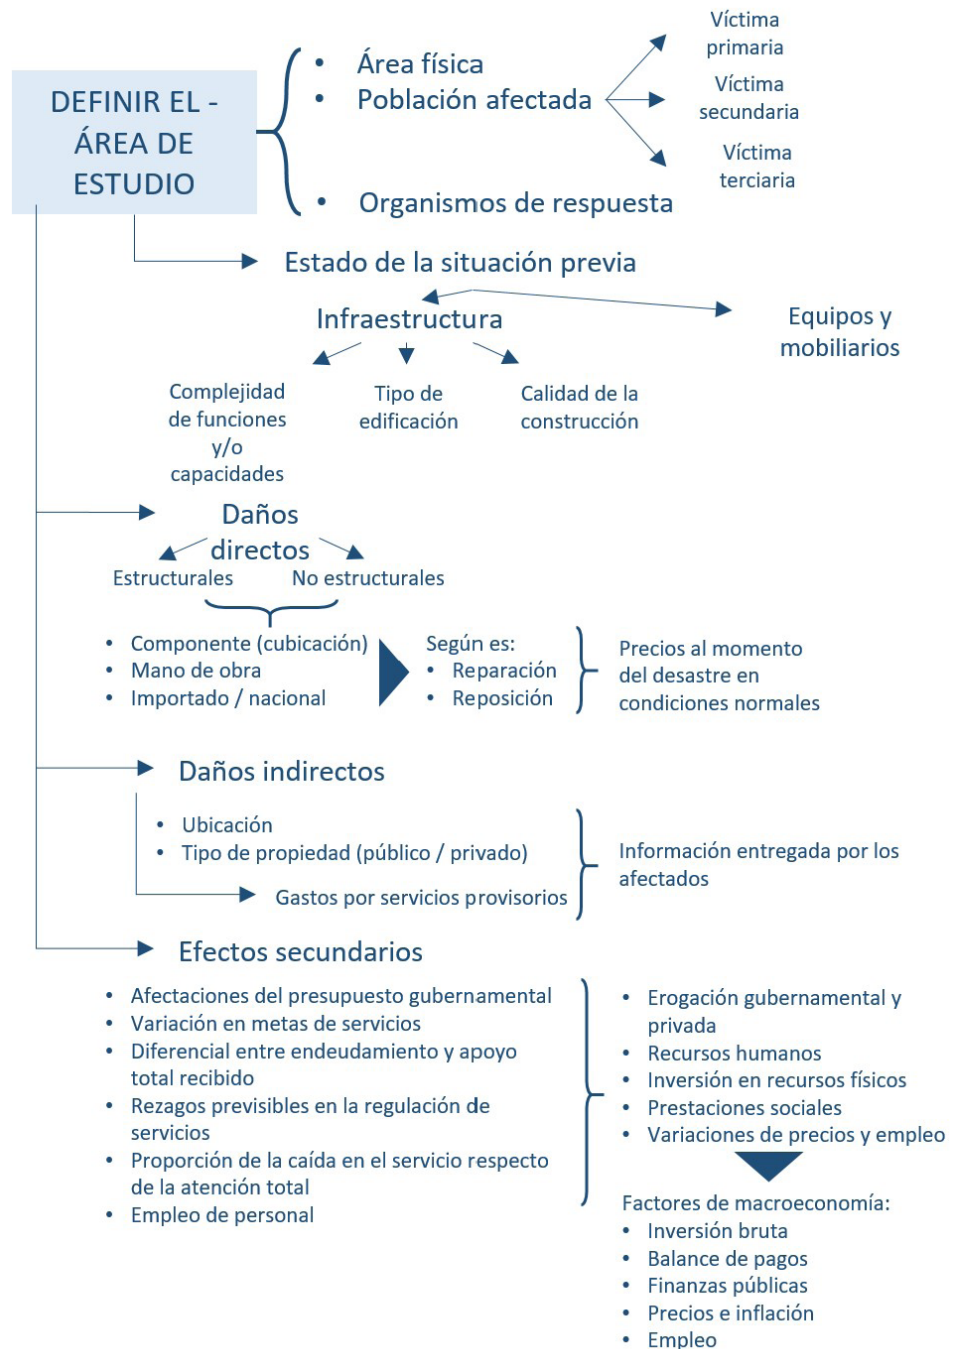 DEFINIR EL -
ÁREA DE
ESTUDIO
• Área física
• Población afectada
Víctima
primaria
Víctima
secundaria
Víctima
terciaria
• Organismos de respuesta
Estado de la situación previa
Infraestructura
Equipos y
mobiliarios
Complejidad
de funciones
y/o
capacidades
Tipo de
edificación
Calidad de la
construcción
Daños
directos
Estructurales
No estructurales
• Componente (cubicación)
• Mano de obra
• Importado / nacional
Según es:
• Reparación
• Reposición
Precios al momento
del desastre en
condiciones normales
Daños indirectos
• Ubicación
• Tipo de propiedad (público / privado)
Gastos por servicios provisorios
Información entregada por los
afectados
Efectos secundarios
• Afectaciones del presupuesto gubernamental
• Variación en metas de servicios
• Diferencial entre endeudamiento y apoyo
total recibido
• Rezagos previsibles en la regulación de
servicios
• Proporción de la caída en el servicio respecto
de la atención total
• Empleo de personal
• Erogación gubernamental y
privada
• Recursos humanos
• Inversión en recursos físicos
• Prestaciones sociales
• Variaciones de precios y empleo
Factores de macroeconomía:
• Inversión bruta
• Balance de pagos
• Finanzas públicas
• Precios e inflación
• Empleo